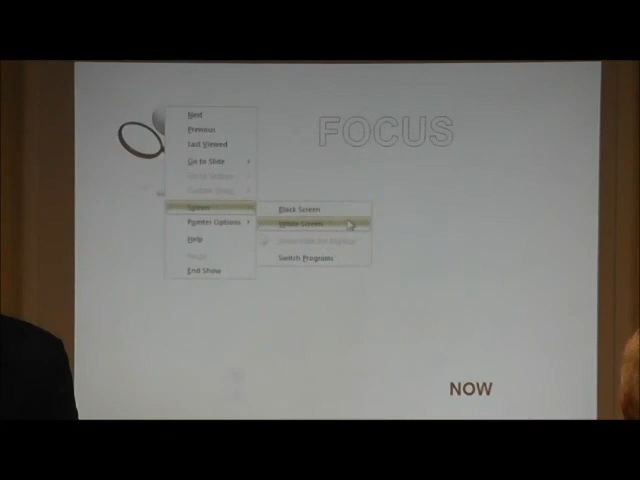 FOCUS
Next
Previous
Last Viewed
Go to Slide
Screen
Black Screen
White Screen
Pointer Options
Help
Switch Programs
End Show
NOW